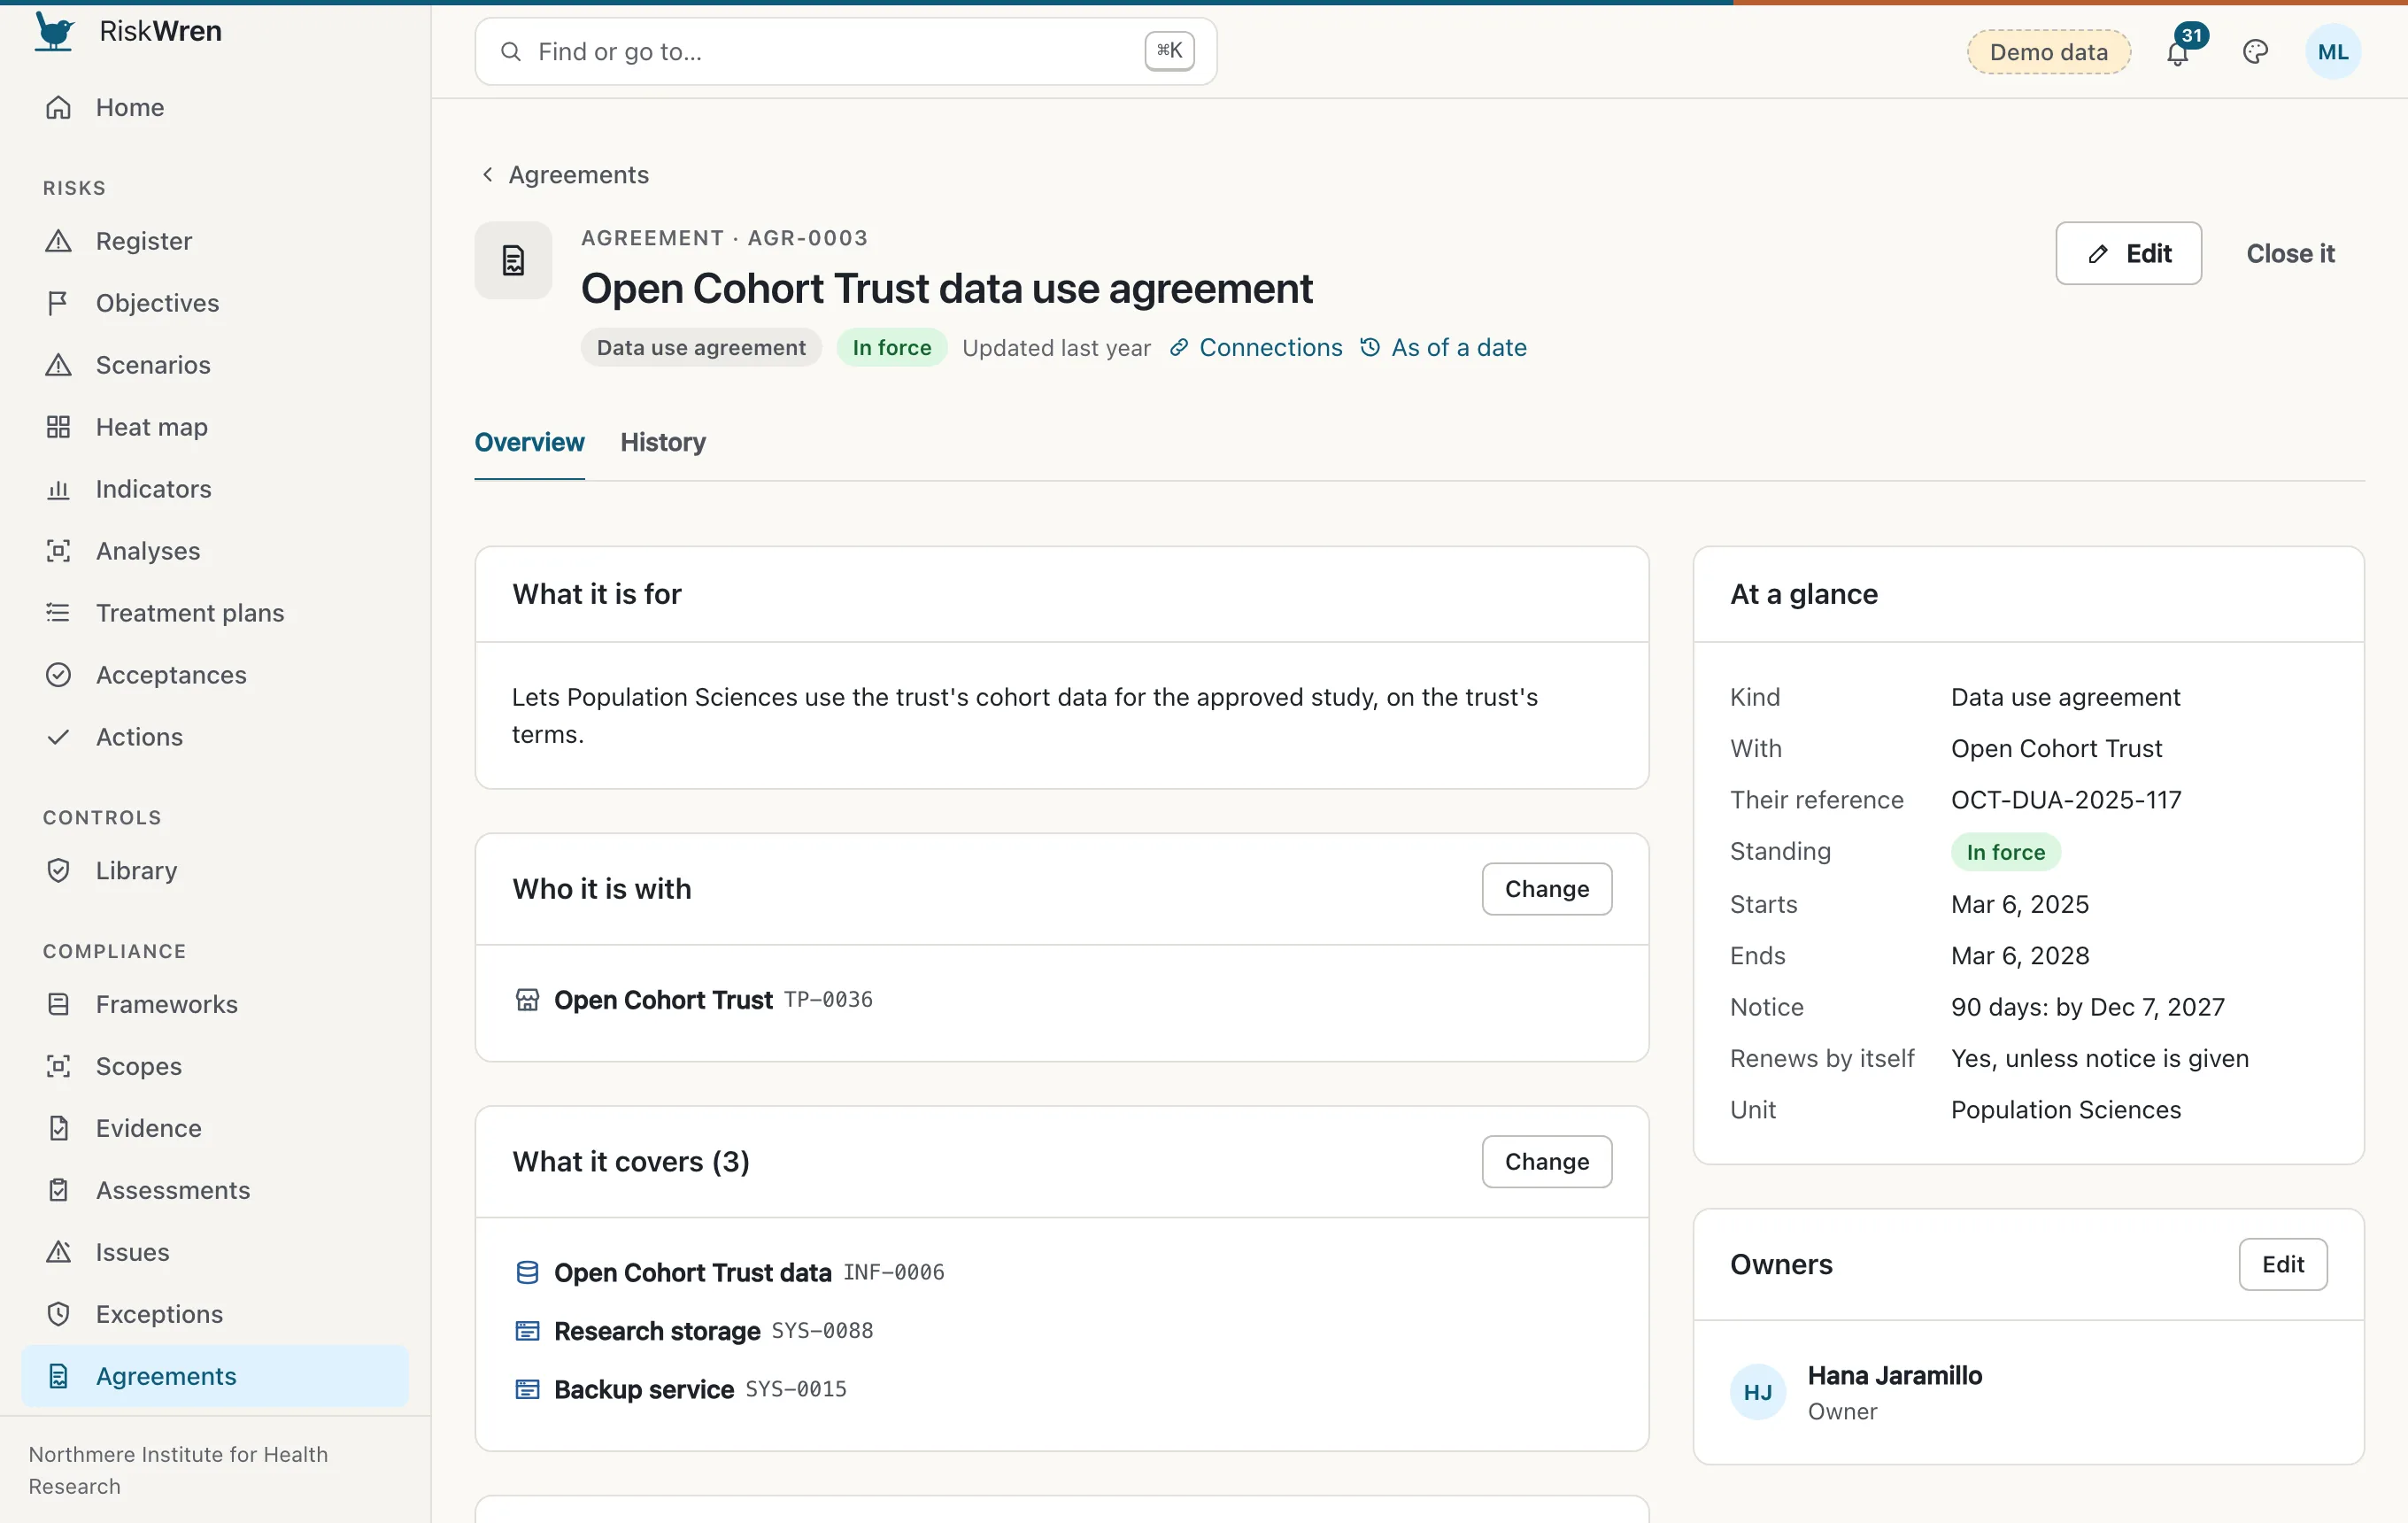 RiskWren
Find or go to...
⌘K
Demo data
31
ML
Home
RISKS
Register
Objectives
Scenarios
Heat map
Indicators
Analyses
Treatment plans
Acceptances
Actions
CONTROLS
Library
COMPLIANCE
Frameworks
Scopes
Evidence
Assessments
Issues
Exceptions
Agreements
Northmere Institute for Health
Research
Agreements
AGREEMENT · AGR-0003
Open Cohort Trust data use agreement
Data use agreement In force Updated last year Connections As of a date
Edit
Close it
Overview History
What it is for
Lets Population Sciences use the trust's cohort data for the approved study, on the trust's
terms.
Who it is with
Change
Open Cohort Trust TP-0036
What it covers (3)
Change
Open Cohort Trust data INF-0006
Research storage SYS-0088
Backup service SYS-0015
At a glance
Kind Data use agreement
With Open Cohort Trust
Their reference OCT-DUA-2025-117
Standing In force
Starts Mar 6, 2025
Ends Mar 6, 2028
Notice 90 days: by Dec 7, 2027
Renews by itself Yes, unless notice is given
Unit Population Sciences
Owners
Edit
HJ
Hana Jaramillo
Owner